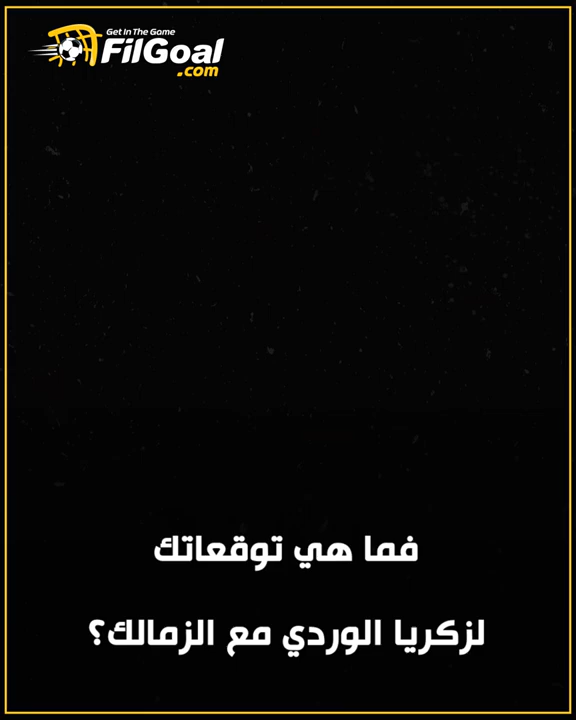 Get In The Game
FilGoal
.com
فما هي توقعاتك
لزكريا الوردي مع الزمالك؟